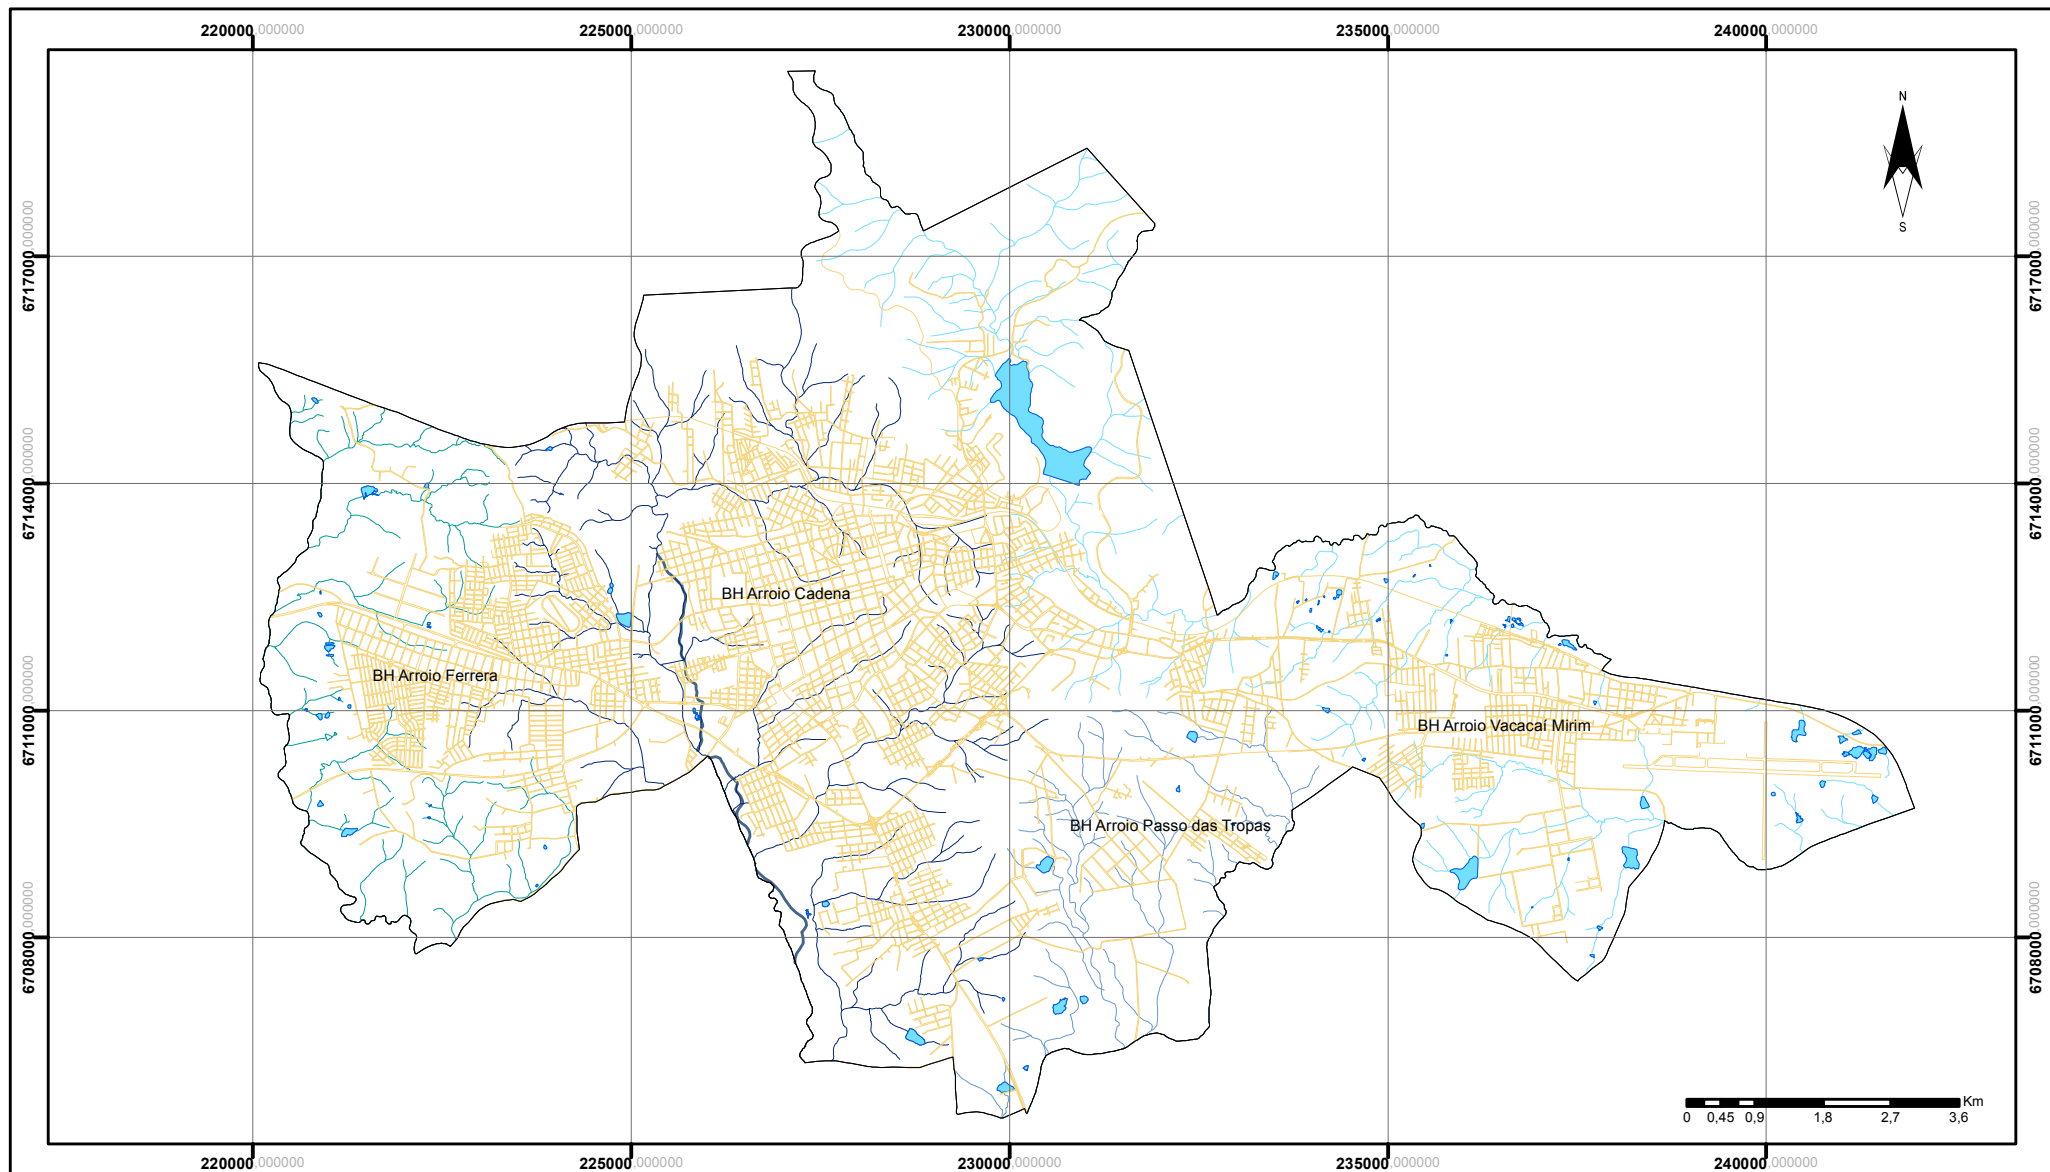 220000,000000 225000,000000 230000,000000 235000,000000 240000,000000
N
S
6717000,000000 6717000,000000
6714000,000000 6714000,000000
6711000,000000 6711000,000000
6708000,000000 6708000,000000
BH Arroio Cadena
BH Arroio Ferrera
BH Arroio Vacacaí Mirim
BH Arroio Passo das Tropas
Km
0 0,45 0,9 1,8 2,7 3,6
220000,000000 225000,000000 230000,000000 235000,000000 240000,000000